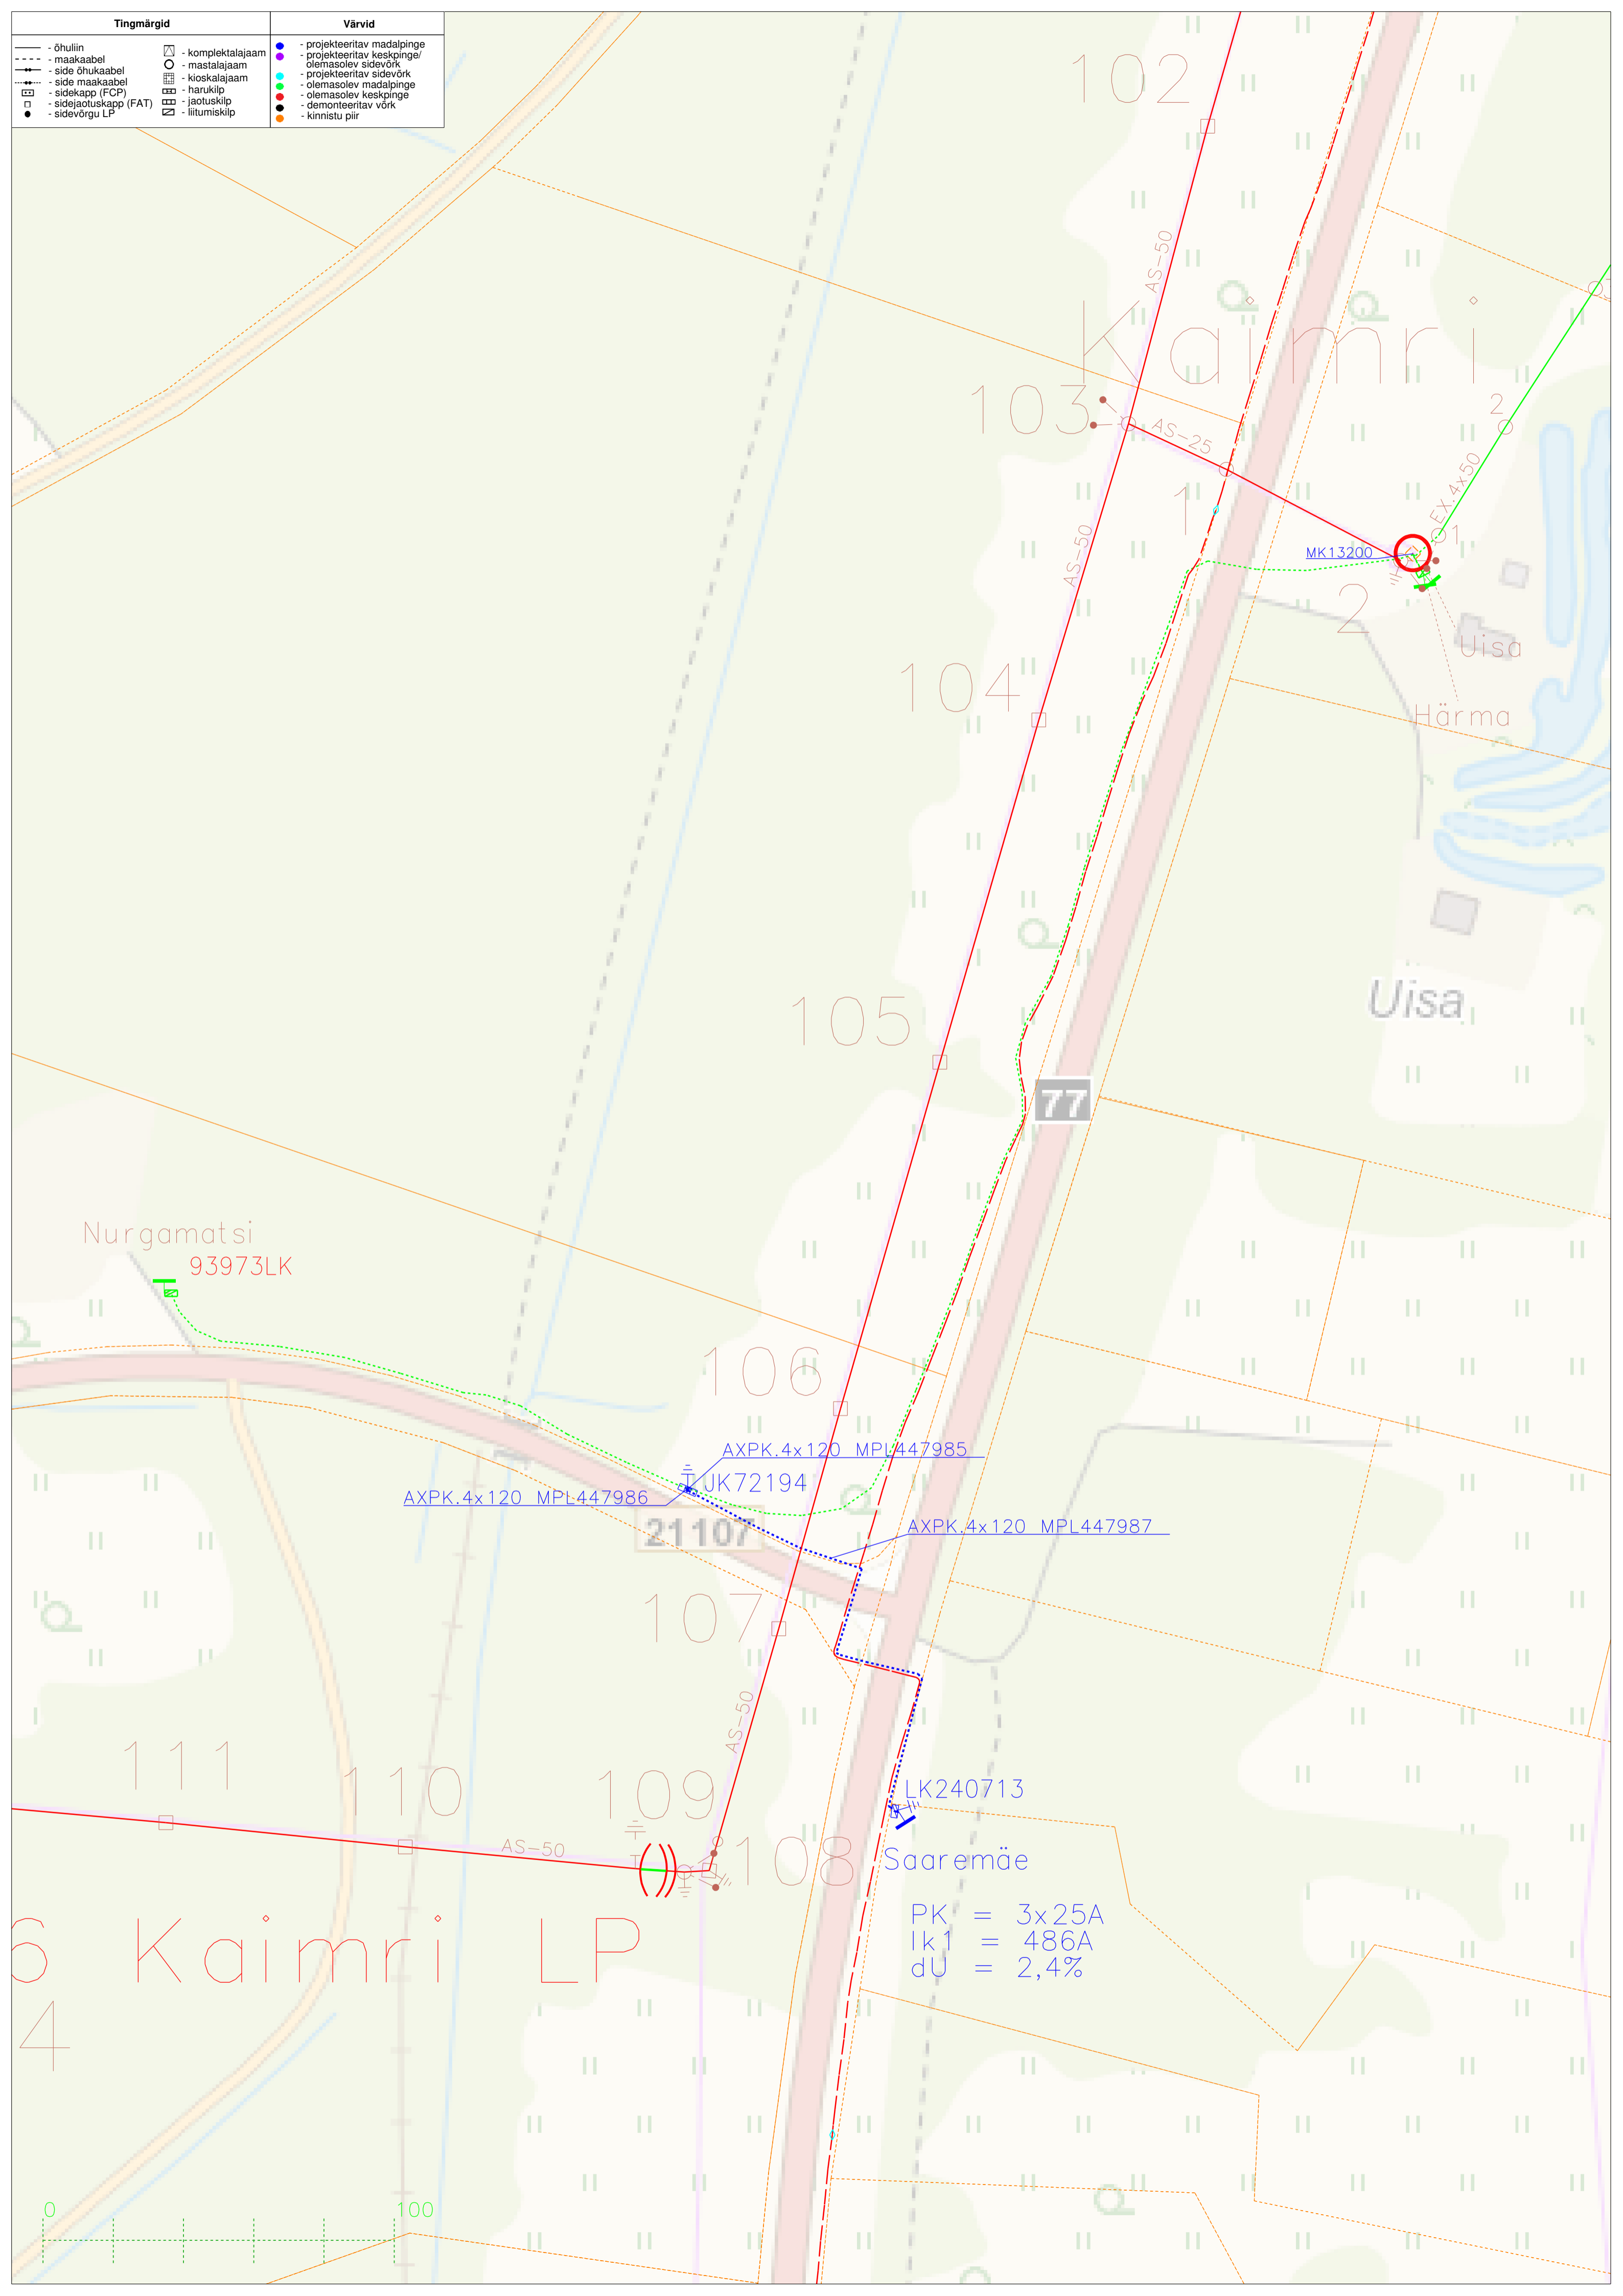 Tingmärgid
- õhuliin
- maakaabel
- side õhukaabel
- side maakaabel
- sidekapp (FCP)
- sidejaotuskapp (FAT)
- sidevõrgu LP
- komplektalajaam
- mastalajaam
- kioskalajaam
- harukilp
- jaotuskilp
- liitumiskilp
Värvid
- projekteeritav madalpinge
- projekteeritav keskpinge/
olemasolev sidevõrk
- projekteeritav sidevõrk
- olemasolev madalpinge
- olemasolev keskpinge
- demonteeritav võrk
- kinnistu piir
102
AS-50
Kaimri
103
AS-25
2
EX.4x50
1
1
AS-50
MK13200
2
Uisa
104
Härma
105
Uisa
77
Nurgamatsi
93973LK
106
AXPK.4x120 MPL447985
JK72194
AXPK.4x120 MPL447986
AXPK.4x120 MPL447987
21107
107
AS-50
111
110
109
LK240713
AS-50
108
Saaremäe
PK = 3x25A
Ik1 = 486A
dU = 2,4%
6 Kaimri LP
4
0
100